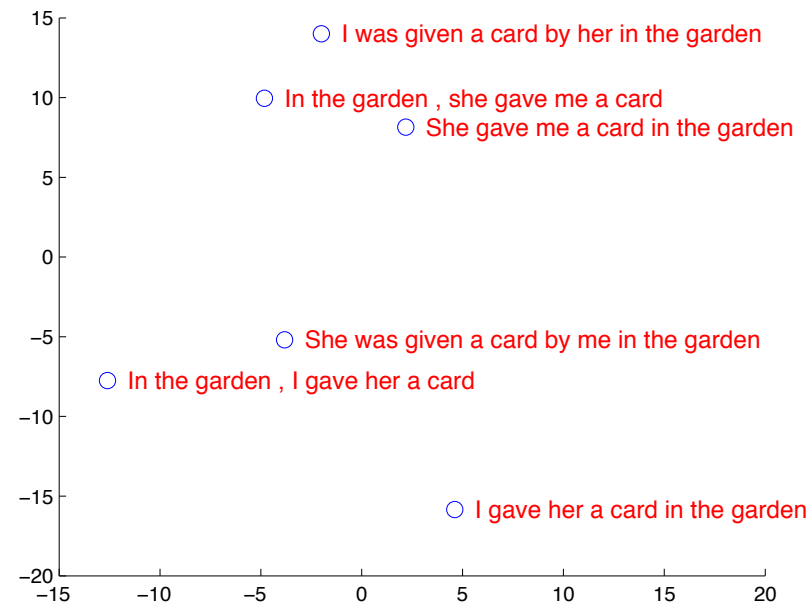 15
I was given a card by her in the garden
10
In the garden , she gave me a card
She gave me a card in the garden
5
0
−5
She was given a card by me in the garden
In the garden , I gave her a card
−10
−15
I gave her a card in the garden
−20
−15 −10 −5 0 5 10 15 20